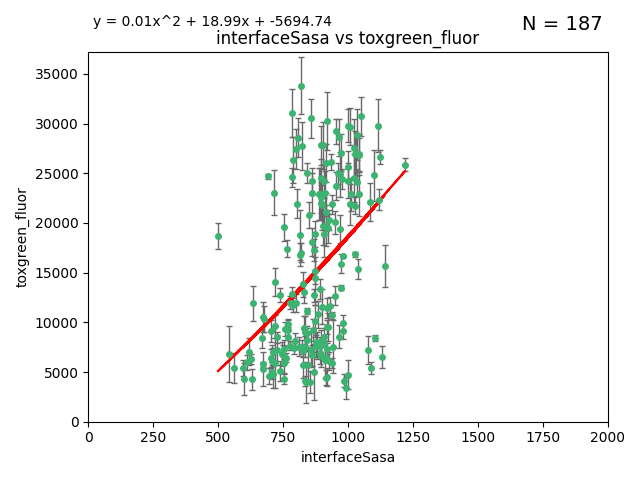 y = 0.01x^2 + 18.99x + -5694.74
N = 187
interfaceSasa vs toxgreen_fluor
35000
30000
25000
20000
15000
10000
5000
0
toxgreen_fluor
0 250 500 750 1000 1250 1500 1750 2000
interfaceSasa